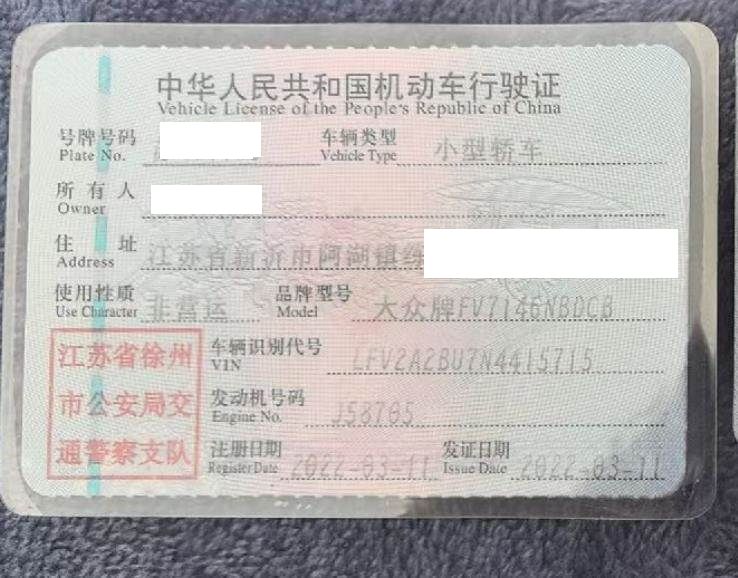 中华人民共和国机动车行驶证
Vehicle License of the People's Republic of China
号牌号码 车辆类型 小型轿车
Plate No. Vehicle Type
所有人
Owner
住址 江苏省新沂市阿湖镇
Address
使用性质 非营运 品牌型号 大众牌FV7146NBDCB
Use Character Model
江苏省徐州
市公安局交
通警察支队
车辆识别代号 LFV2A2BU7N4415715
VIN
发动机号码 J58705
Engine No.
注册日期 2022-03-11 发证日期 2022-03-11
Register Date Issue Date